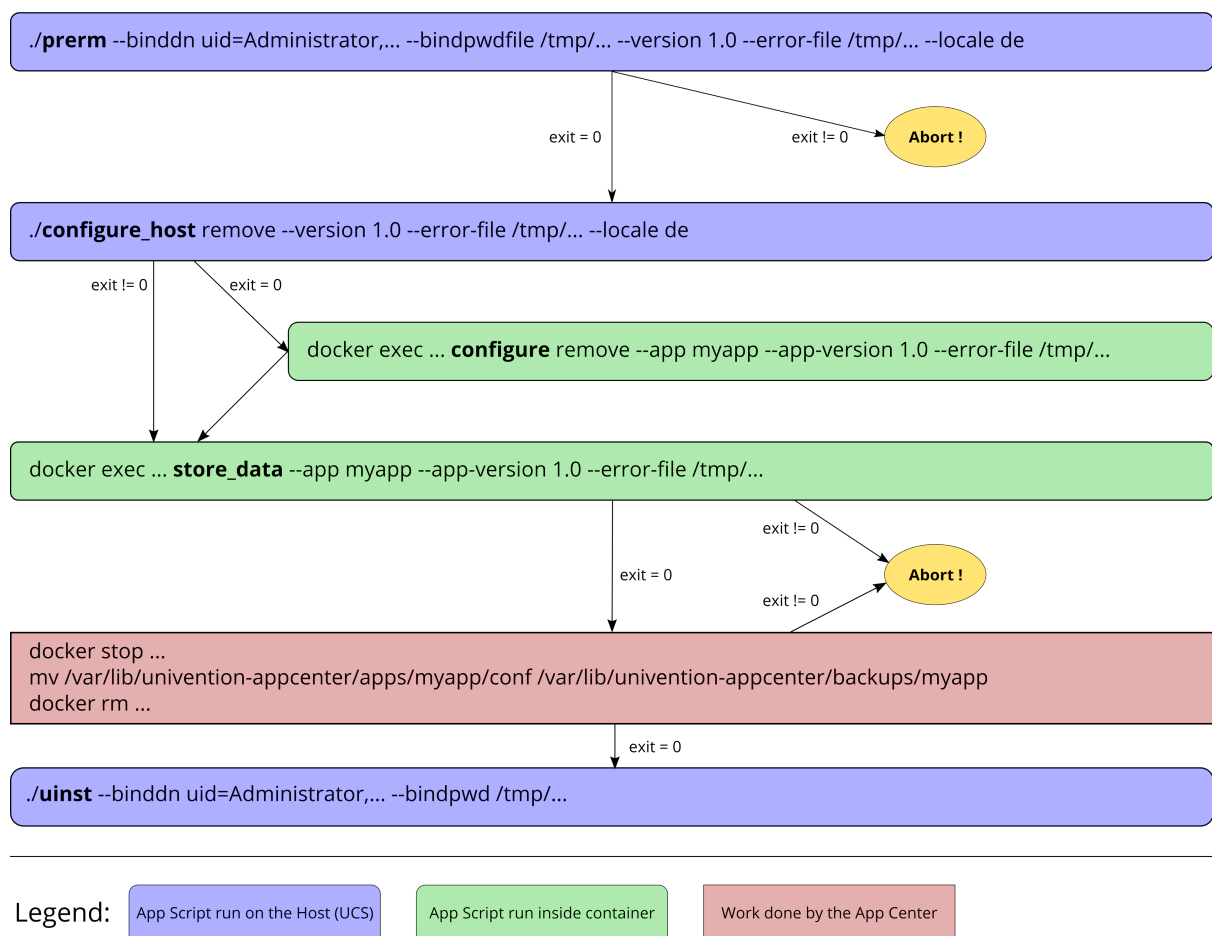 ./prerm --binddn uid=Administrator,... --bindpwdfile /tmp/... --version 1.0 --error-file /tmp/... --locale de
exit = 0
exit != 0
Abort !
./configure_host remove --version 1.0 --error-file /tmp/... --locale de
exit != 0
exit = 0
docker exec ... configure remove --app myapp --app-version 1.0 --error-file /tmp/...
docker exec ... store_data --app myapp --app-version 1.0 --error-file /tmp/...
exit != 0
exit = 0
Abort !
exit != 0
docker stop ...
mv /var/lib/univention-appcenter/apps/myapp/conf /var/lib/univention-appcenter/backups/myapp
docker rm ...
exit = 0
./uinst --binddn uid=Administrator,... --bindpwd /tmp/...
Legend:
App Script run on the Host (UCS)
App Script run inside container
Work done by the App Center